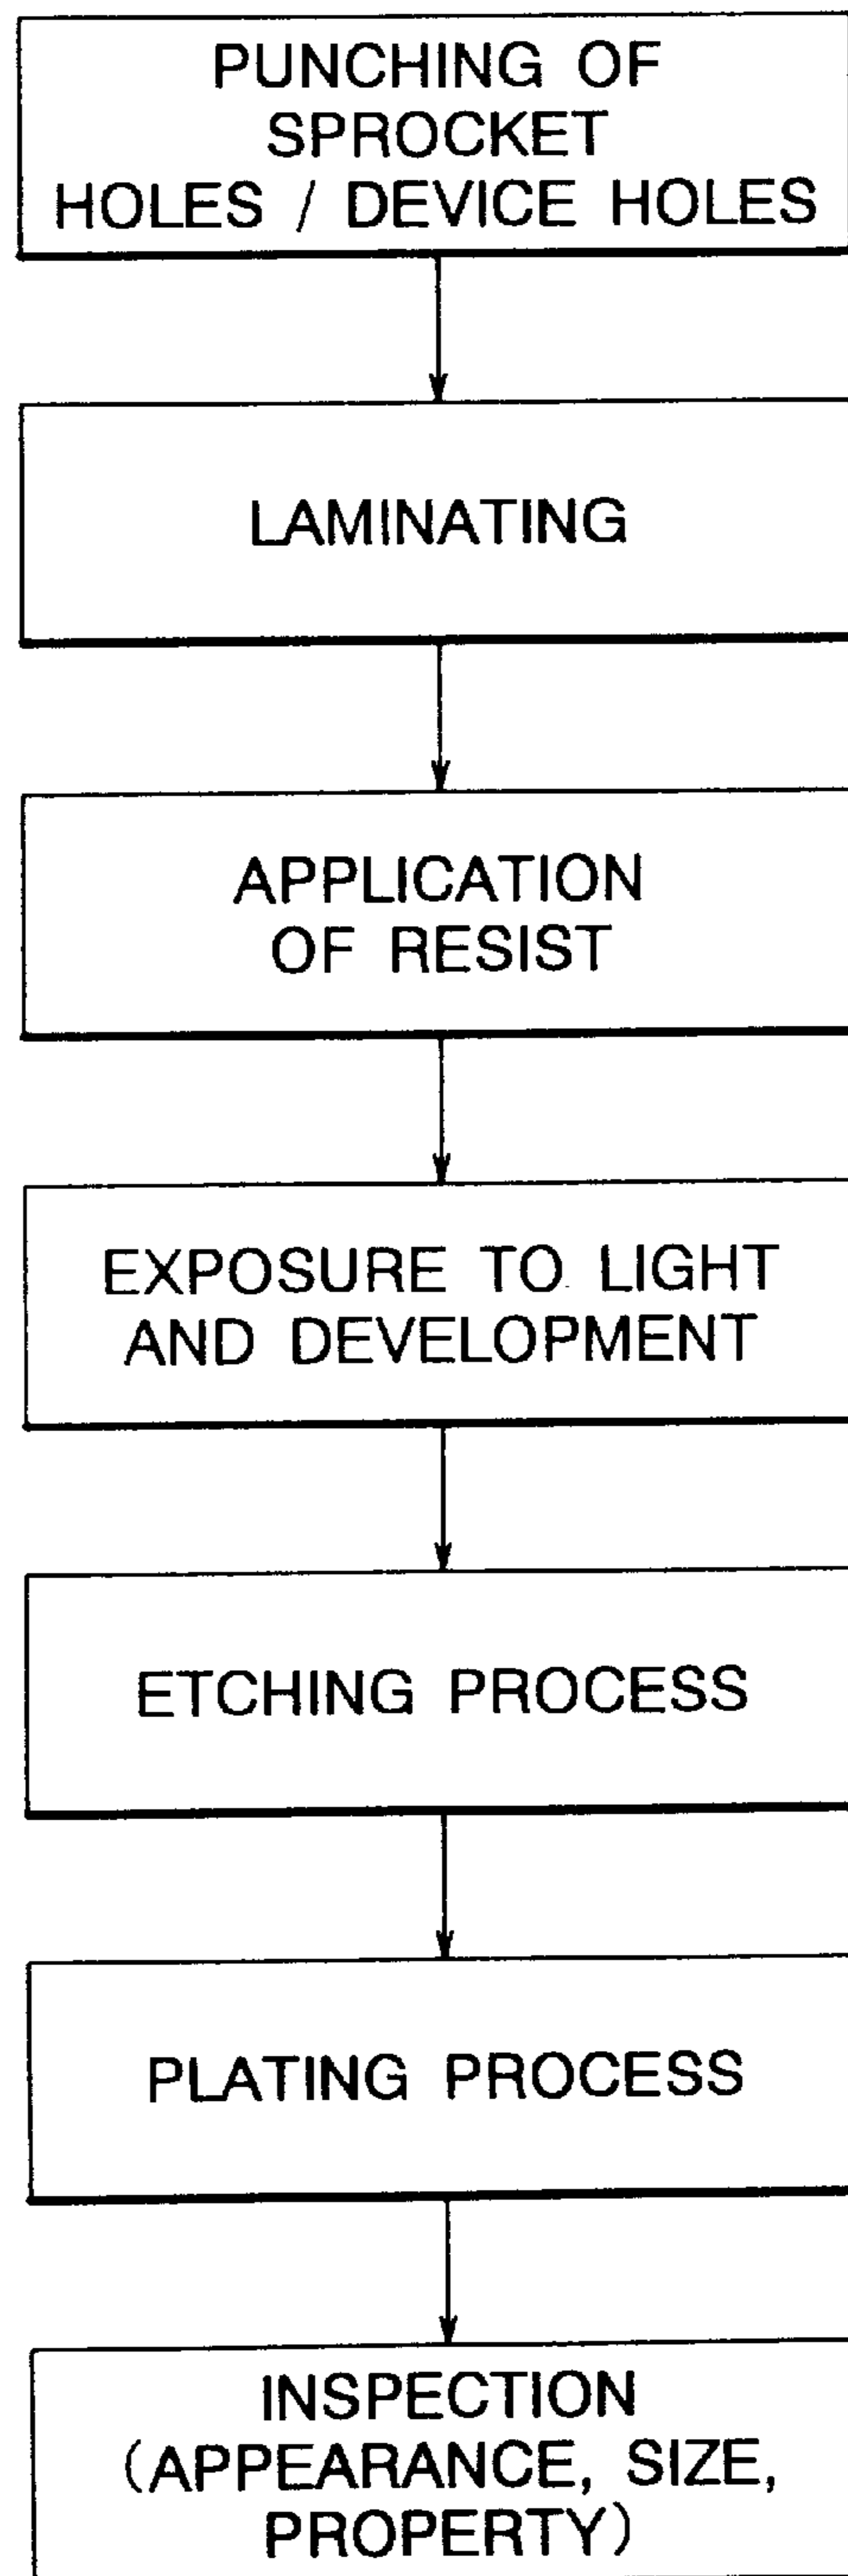 PUNCHING OF
SPROCKET
HOLES / DEVICE HOLES
LAMINATING
APPLICATION
OF RESIST
EXPOSURE TO LIGHT
AND DEVELOPMENT
ETCHING PROCESS
PLATING PROCESS
INSPECTION
(APPEARANCE, SIZE,
PROPERTY)